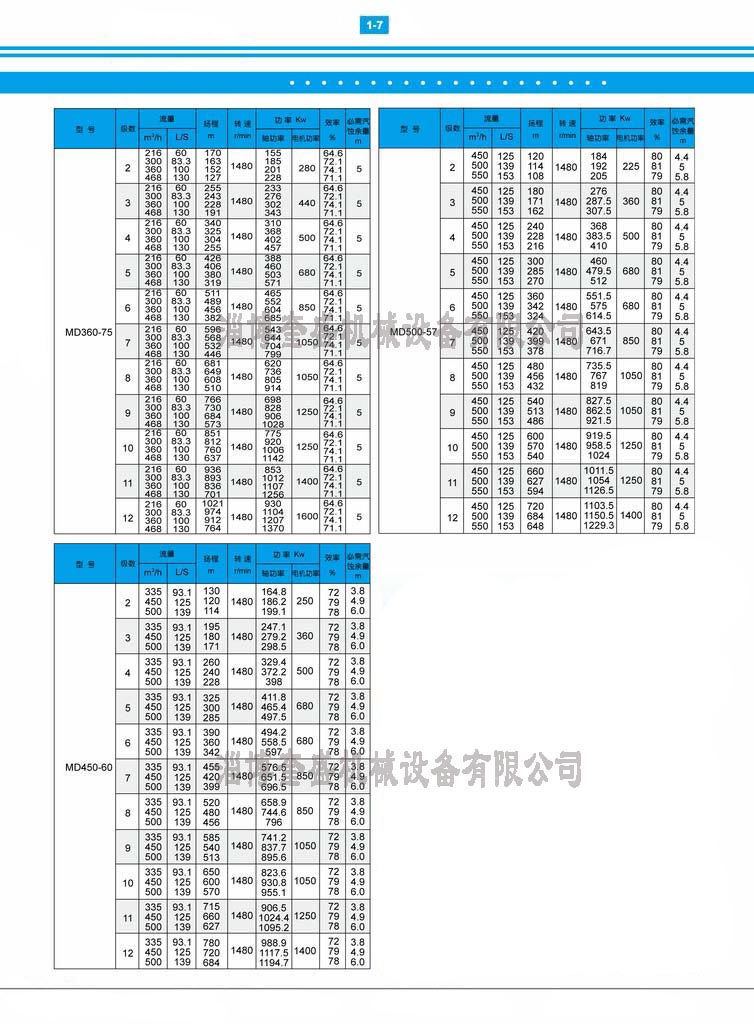 1-7
型 号 级数 流量 扬程 m 转 速 r/min 功 率 Kw 效率 % 必需汽蚀余量 m
m³/h L/S 轴功率 电机功率
MD360-75
2 216 300 360 468 60 83.3 100 130 170 163 152 127 1480 155 185 201 228 280 64.6 72.1 74.1 71.1 5
3 216 300 360 468 60 83.3 100 130 255 243 228 191 1480 233 276 302 343 440 64.6 72.1 74.1 71.1 5
4 216 300 360 468 60 83.3 100 130 340 325 304 255 1480 310 368 402 457 500 64.6 72.1 74.1 71.1 5
5 216 300 360 468 60 83.3 100 130 426 406 380 319 1480 388 460 503 571 680 64.6 72.1 74.1 71.1 5
6 216 300 360 468 60 83.3 100 130 511 489 456 382 1480 465 552 604 685 850 64.6 72.1 74.1 71.1 5
7 216 300 360 468 60 83.3 100 130 596 568 532 446 1480 543 644 704 799 1050 64.6 72.1 74.1 71.1 5
8 216 300 360 468 60 83.3 100 130 681 649 608 510 1480 620 736 805 914 1050 64.6 72.1 74.1 71.1 5
9 216 300 360 468 60 83.3 100 130 766 730 684 573 1480 698 828 906 1028 1250 64.6 72.1 74.1 71.1 5
10 216 300 360 468 60 83.3 100 130 851 812 760 637 1480 775 920 1006 1142 1250 64.6 72.1 74.1 71.1 5
11 216 300 360 468 60 83.3 100 130 936 893 836 701 1480 853 1012 1107 1256 1400 64.6 72.1 74.1 71.1 5
12 216 300 360 468 60 83.3 100 130 1021 974 912 764 1480 930 1104 1207 1370 1600 64.6 72.1 74.1 71.1 5
型 号 级数 流量 扬程 m 转 速 r/min 功 率 Kw 效率 % 必需汽蚀余量 m
m³/h L/S 轴功率 电机功率
MD500-57
2 450 500 550 125 139 153 120 114 108 1480 184 192 205 225 80 81 79 4.4 5 5.8
3 450 500 550 125 139 153 180 171 162 1480 276 287.5 307.5 360 80 81 79 4.4 5 5.8
4 450 500 550 125 139 153 240 228 216 1480 368 383.5 410 500 80 81 79 4.4 5 5.8
5 450 500 550 125 139 153 300 285 270 1480 460 479.5 512 680 80 81 79 4.4 5 5.8
6 450 500 550 125 139 153 360 342 324 1480 551.5 575 614.5 680 80 81 79 4.4 5 5.8
7 450 500 550 125 139 153 420 399 378 1480 643.5 671 716.7 850 80 81 79 4.4 5 5.8
8 450 500 550 125 139 153 480 456 432 1480 735.5 767 819 1050 80 81 79 4.4 5 5.8
9 450 500 550 125 139 153 540 513 486 1480 827.5 862.5 921.5 1050 80 81 79 4.4 5 5.8
10 450 500 550 125 139 153 600 570 540 1480 919.5 958.5 1024 1250 80 81 79 4.4 5 5.8
11 450 500 550 125 139 153 660 627 594 1480 1011.5 1054 1126.5 1250 80 81 79 4.4 5 5.8
12 450 500 550 125 139 153 720 684 648 1480 1103.5 1150.5 1229.3 1400 80 81 79 4.4 5 5.8
淄博奎盛机械设备有限公司
型 号 级数 流量 扬程 m 转 速 r/min 功 率 Kw 效率 % 必需汽蚀余量 m
m³/h L/S 轴功率 电机功率
MD450-60
2 335 450 500 93.1 125 139 130 120 114 1480 164.8 186.2 199.1 250 72 79 78 3.8 4.9 6.0
3 335 450 500 93.1 125 139 195 180 171 1480 247.1 279.2 298.5 360 72 79 78 3.8 4.9 6.0
4 335 450 500 93.1 125 139 260 240 228 1480 329.4 372.2 398 500 72 79 78 3.8 4.9 6.0
5 335 450 500 93.1 125 139 325 300 285 1480 411.8 465.4 497.5 680 72 79 78 3.8 4.9 6.0
6 335 450 500 93.1 125 139 390 360 342 1480 494.2 558.5 597 680 72 79 78 3.8 4.9 6.0
7 335 450 500 93.1 125 139 455 420 399 1480 576.5 651.5 696.5 850 72 79 78 3.8 4.9 6.0
8 335 450 500 93.1 125 139 520 480 456 1480 658.9 744.6 796 850 72 79 78 3.8 4.9 6.0
9 335 450 500 93.1 125 139 585 540 513 1480 741.2 837.7 895.6 1050 72 79 78 3.8 4.9 6.0
10 335 450 500 93.1 125 139 650 600 570 1480 823.6 930.8 955.1 1050 72 79 78 3.8 4.9 6.0
11 335 450 500 93.1 125 139 715 660 627 1480 906.5 1024.4 1095.2 1250 72 79 78 3.8 4.9 6.0
12 335 450 500 93.1 125 139 780 720 684 1480 988.9 1117.5 1194.7 1400 72 79 78 3.8 4.9 6.0
淄博奎盛机械设备有限公司